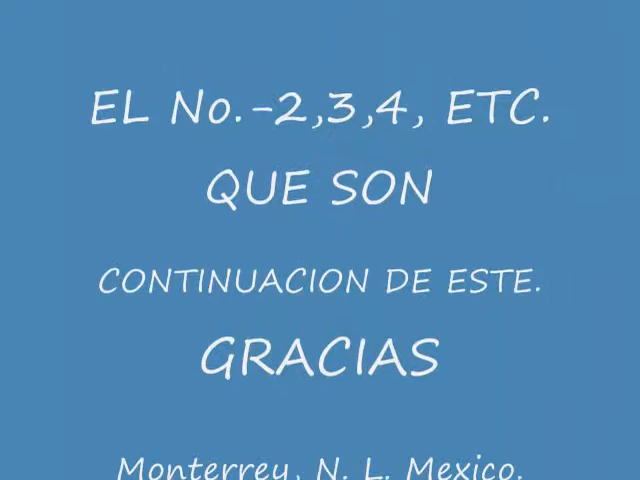 EL No.-2,3,4, ETC.
QUE SON
CONTINUACION DE ESTE.
GRACIAS
Monterrey, N. L. Mexico.